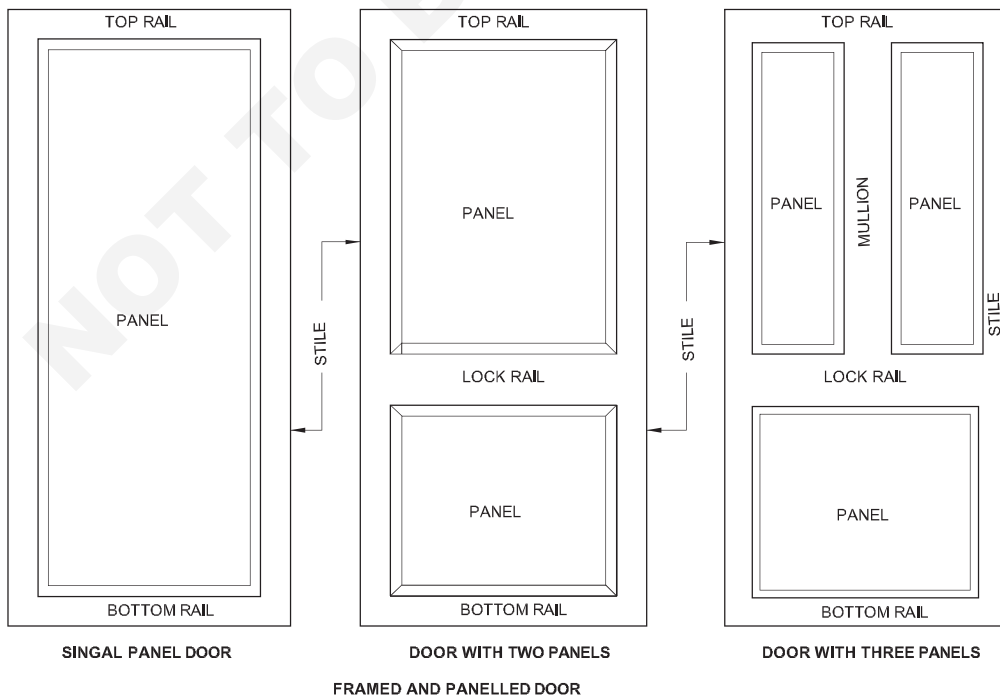 TOP RAIL
PANEL
BOTTOM RAIL
SINGAL PANEL DOOR
STILE
TOP RAIL
PANEL
LOCK RAIL
PANEL
BOTTOM RAIL
DOOR WITH TWO PANELS
STILE
TOP RAIL
PANEL
MULLION
PANEL
STILE
LOCK RAIL
PANEL
BOTTOM RAIL
DOOR WITH THREE PANELS
FRAMED AND PANELLED DOOR
NOT TO B